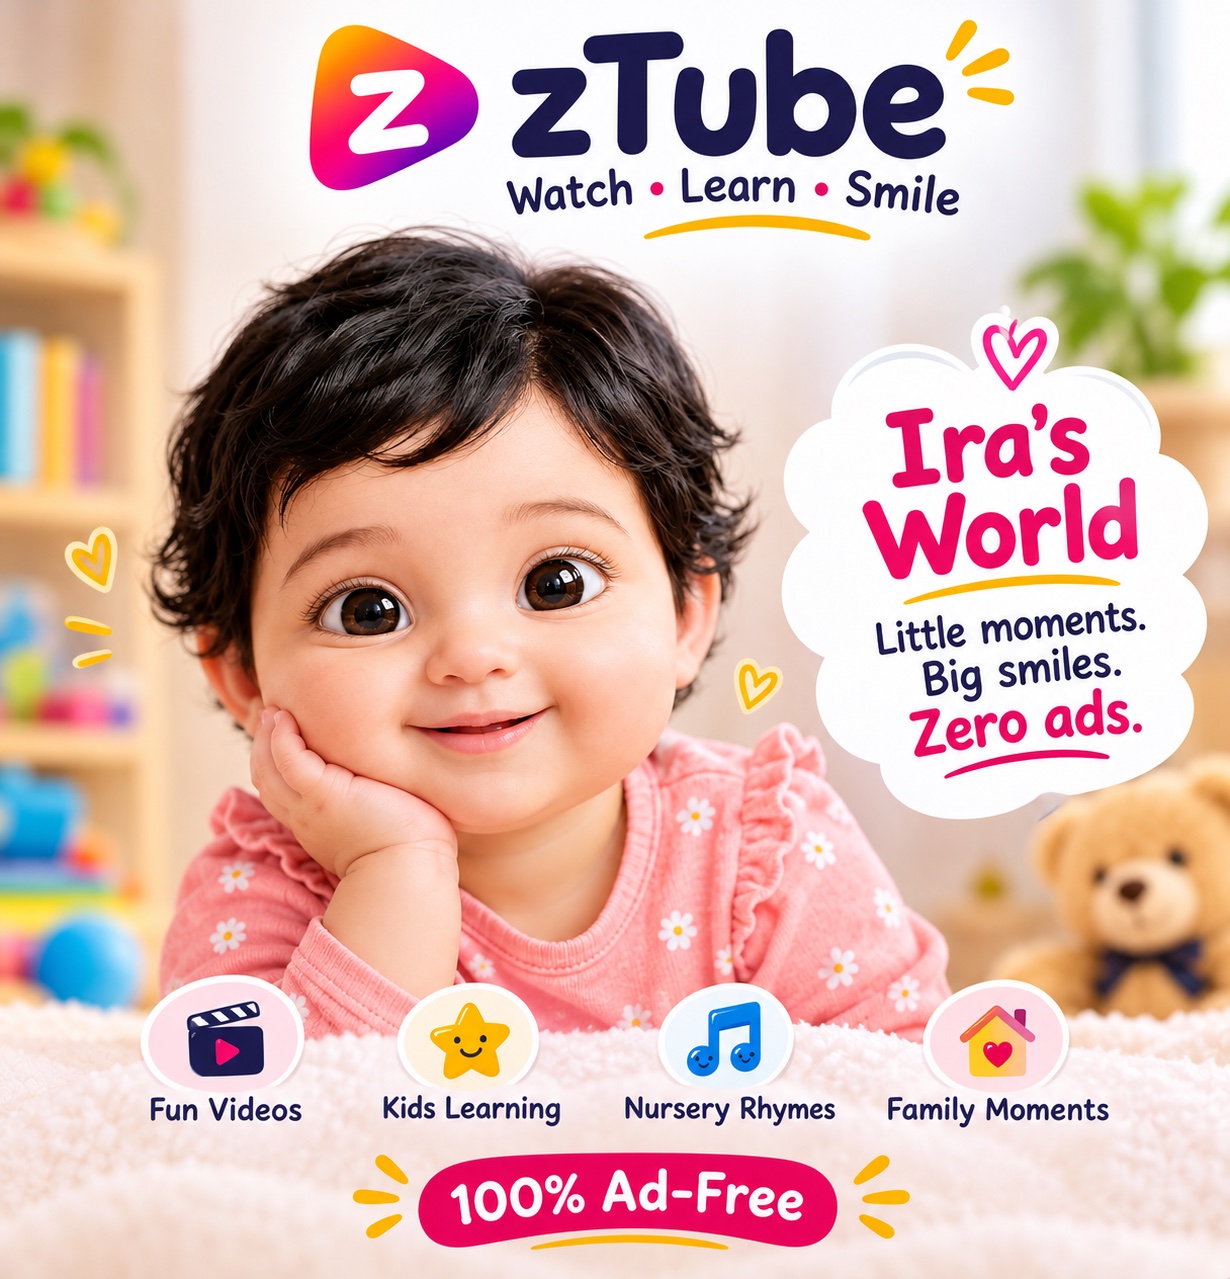 z zTube
Watch • Learn • Smile
Ira's
World
Little moments.
Big smiles.
Zero ads.
Fun Videos
Kids Learning
Nursery Rhymes
Family Moments
100% Ad-Free